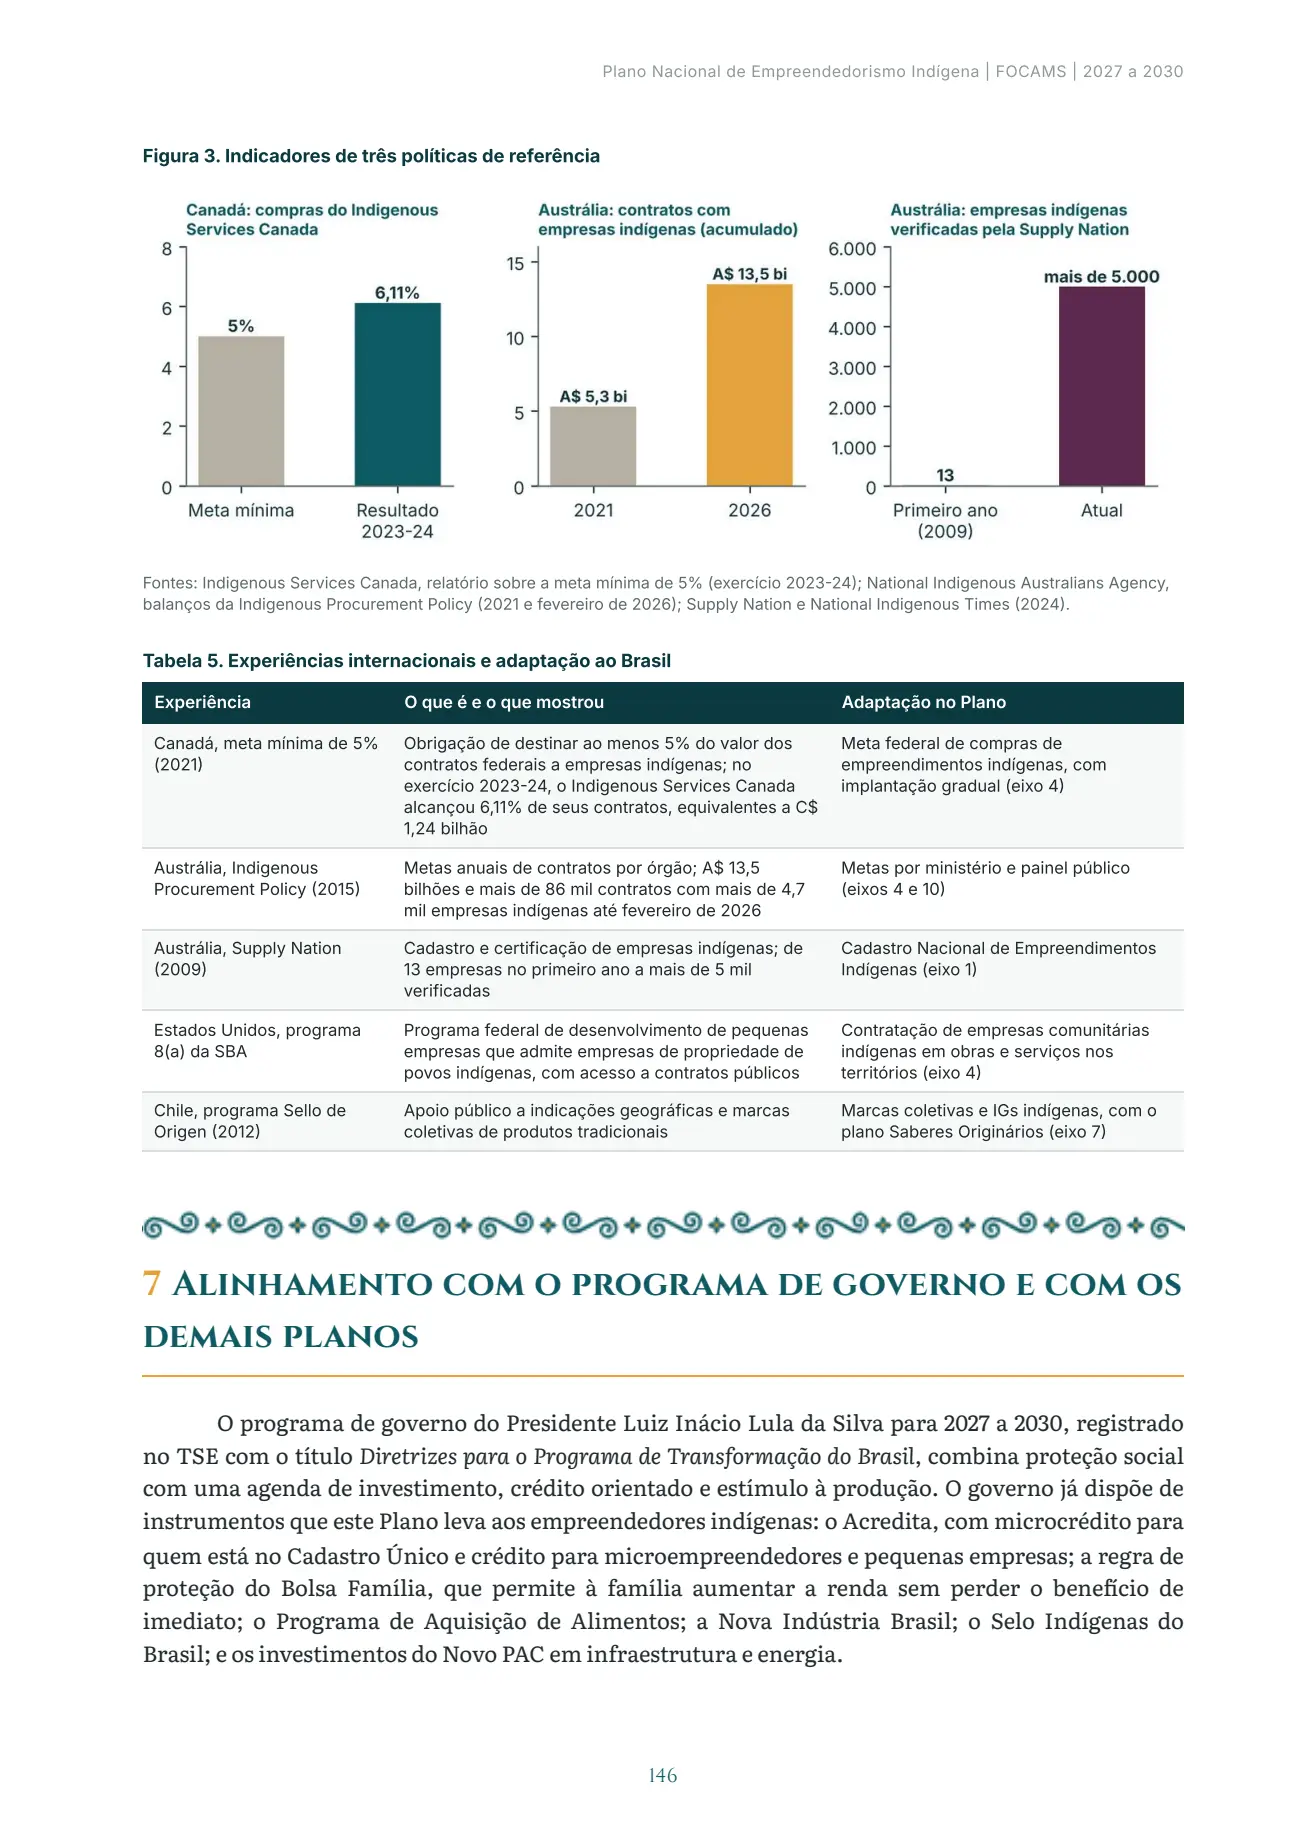 Plano Nacional de Empreendedorismo Indígena | FOCAMS | 2027 a 2030
Figura 3. Indicadores de três políticas de referência
Canadá: compras do Indigenous
Services Canada
8
6
4
2
0
5%
6,11%
Meta mínima
Resultado
2023-24
Austrália: contratos com
empresas indígenas (acumulado)
15
10
5
0
A$ 5,3 bi
A$ 13,5 bi
2021
2026
Austrália: empresas indígenas
verificadas pela Supply Nation
6.000
5.000
4.000
3.000
2.000
1.000
0
13
mais de 5.000
Primeiro ano
(2009)
Atual
Fontes: Indigenous Services Canada, relatório sobre a meta mínima de 5% (exercício 2023-24); National Indigenous Australians Agency,
balanços da Indigenous Procurement Policy (2021 e fevereiro de 2026); Supply Nation e National Indigenous Times (2024).
Tabela 5. Experiências internacionais e adaptação ao Brasil
Experiência
O que é e o que mostrou
Adaptação no Plano
Canadá, meta mínima de 5%
(2021)
Obrigação de destinar ao menos 5% do valor dos
contratos federais a empresas indígenas; no
exercício 2023-24, o Indigenous Services Canada
alcançou 6,11% de seus contratos, equivalentes a C$
1,24 bilhão
Meta federal de compras de
empreendimentos indígenas, com
implantação gradual (eixo 4)
Austrália, Indigenous
Procurement Policy (2015)
Metas anuais de contratos por órgão; A$ 13,5
bilhões e mais de 86 mil contratos com mais de 4,7
mil empresas indígenas até fevereiro de 2026
Metas por ministério e painel público
(eixos 4 e 10)
Austrália, Supply Nation
(2009)
Cadastro e certificação de empresas indígenas; de
13 empresas no primeiro ano a mais de 5 mil
verificadas
Cadastro Nacional de Empreendimentos
Indígenas (eixo 1)
Estados Unidos, programa
8(a) da SBA
Programa federal de desenvolvimento de pequenas
empresas que admite empresas de propriedade de
povos indígenas, com acesso a contratos públicos
Contratação de empresas comunitárias
indígenas em obras e serviços nos
territórios (eixo 4)
Chile, programa Sello de
Origen (2012)
Apoio público a indicações geográficas e marcas
coletivas de produtos tradicionais
Marcas coletivas e IGs indígenas, com o
plano Saberes Originários (eixo 7)
7 Alinhamento com o programa de governo e com os
demais planos
O programa de governo do Presidente Luiz Inácio Lula da Silva para 2027 a 2030, registrado
no TSE com o título Diretrizes para o Programa de Transformação do Brasil, combina proteção social
com uma agenda de investimento, crédito orientado e estímulo à produção. O governo já dispõe de
instrumentos que este Plano leva aos empreendedores indígenas: o Acredita, com microcrédito para
quem está no Cadastro Único e crédito para microempreendedores e pequenas empresas; a regra de
proteção do Bolsa Família, que permite à família aumentar a renda sem perder o benefício de
imediato; o Programa de Aquisição de Alimentos; a Nova Indústria Brasil; o Selo Indígenas do
Brasil; e os investimentos do Novo PAC em infraestrutura e energia.
146